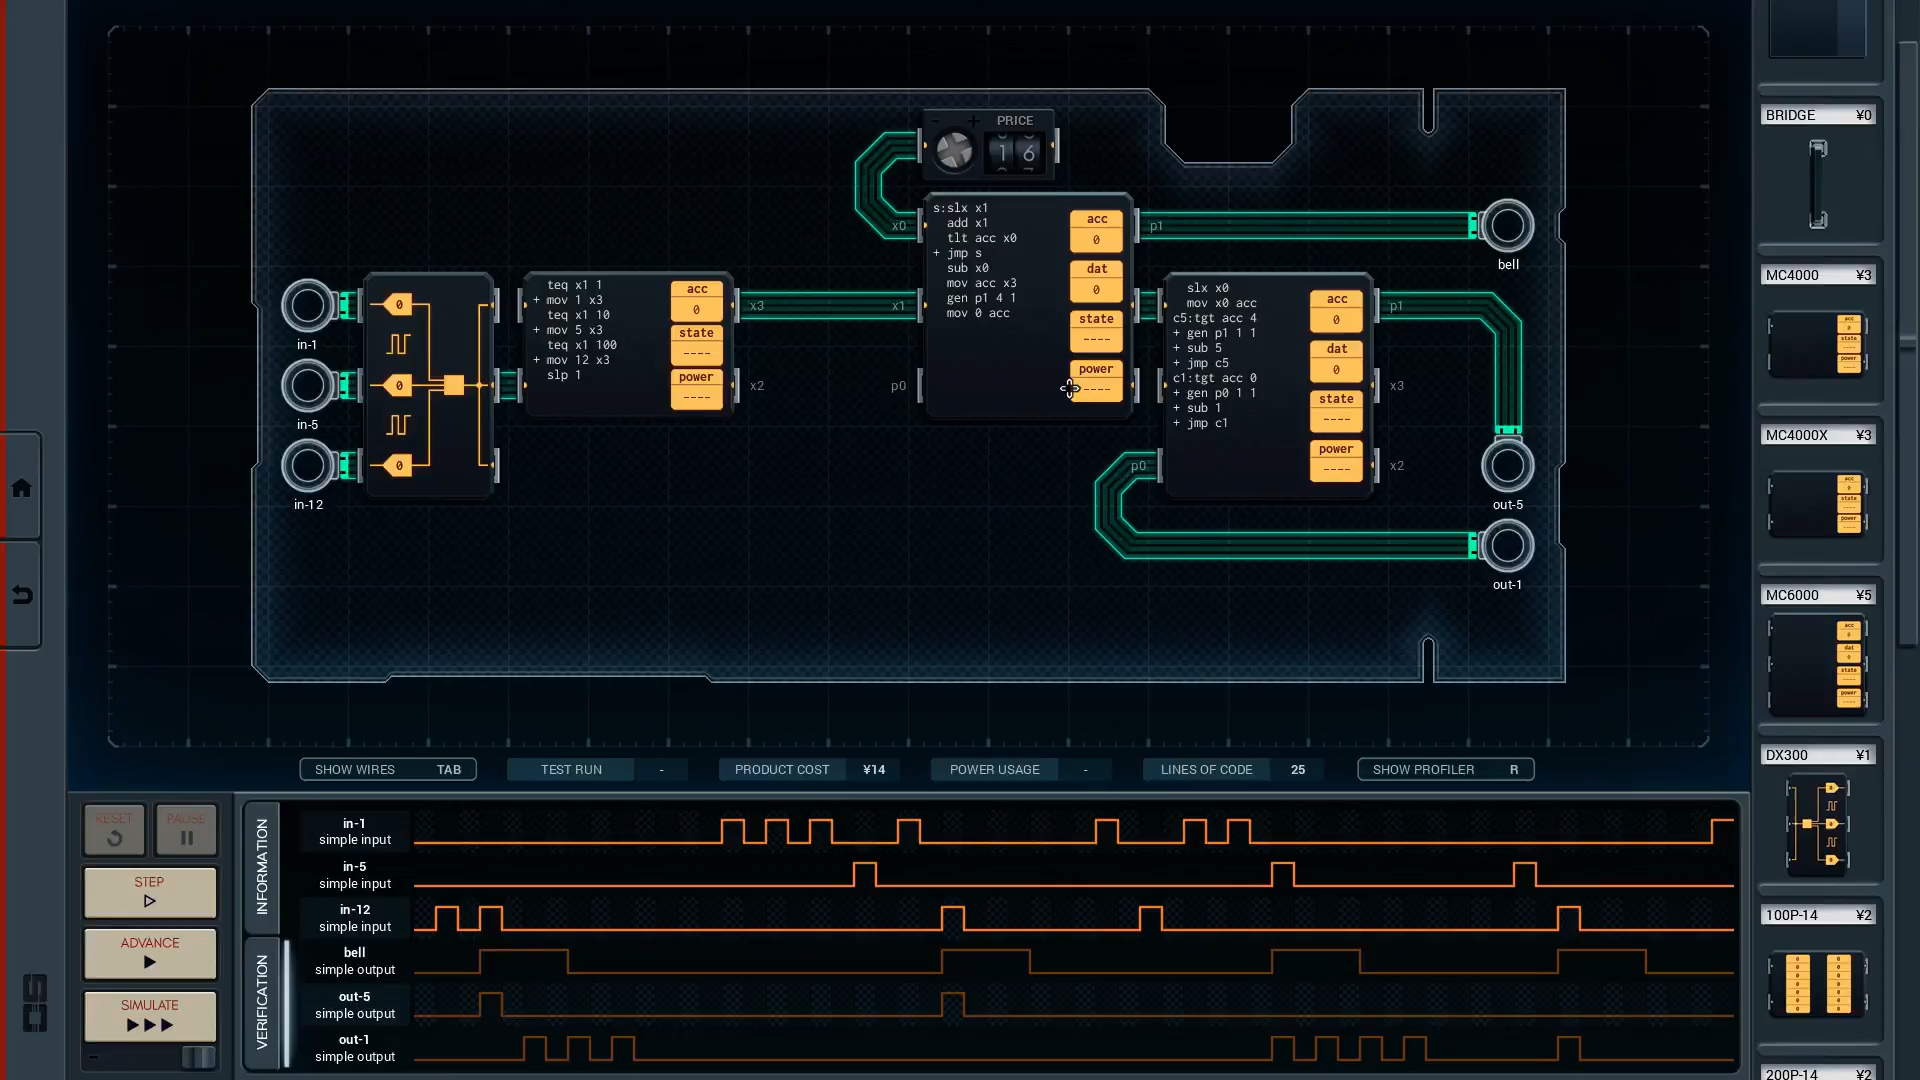 PRICE
1 6
BRIDGE ¥0
s:slx x1
add x1
tlt acc x0
+ jmp s
sub x0
mov acc x3
gen p1 4 1
mov 0 acc
acc
0
dat
0
state
----
power
----
x0
x1
p0
p1
bell
MC4000 ¥3
teq x1 1
+ mov 1 x3
teq x1 10
+ mov 5 x3
teq x1 100
+ mov 12 x3
slp 1
acc
0
state
----
power
----
x3
x2
slx x0
mov x0 acc
c5:tgt acc 4
+ gen p1 1 1
+ sub 5
+ jmp c5
c1:tgt acc 0
+ gen p0 1 1
+ sub 1
+ jmp c1
acc
0
dat
0
state
----
power
----
p1
x3
x2
p0
0
0
0
in-1
in-5
in-12
out-5
out-1
MC4000X ¥3
MC6000 ¥5
DX300 ¥1
100P-14 ¥2
200P-14 ¥2
SHOW WIRES TAB
TEST RUN -
PRODUCT COST ¥14
POWER USAGE -
LINES OF CODE 25
SHOW PROFILER R
RESET
PAUSE
STEP
ADVANCE
SIMULATE
INFORMATION
VERIFICATION
in-1
simple input
in-5
simple input
in-12
simple input
bell
simple output
out-5
simple output
out-1
simple output